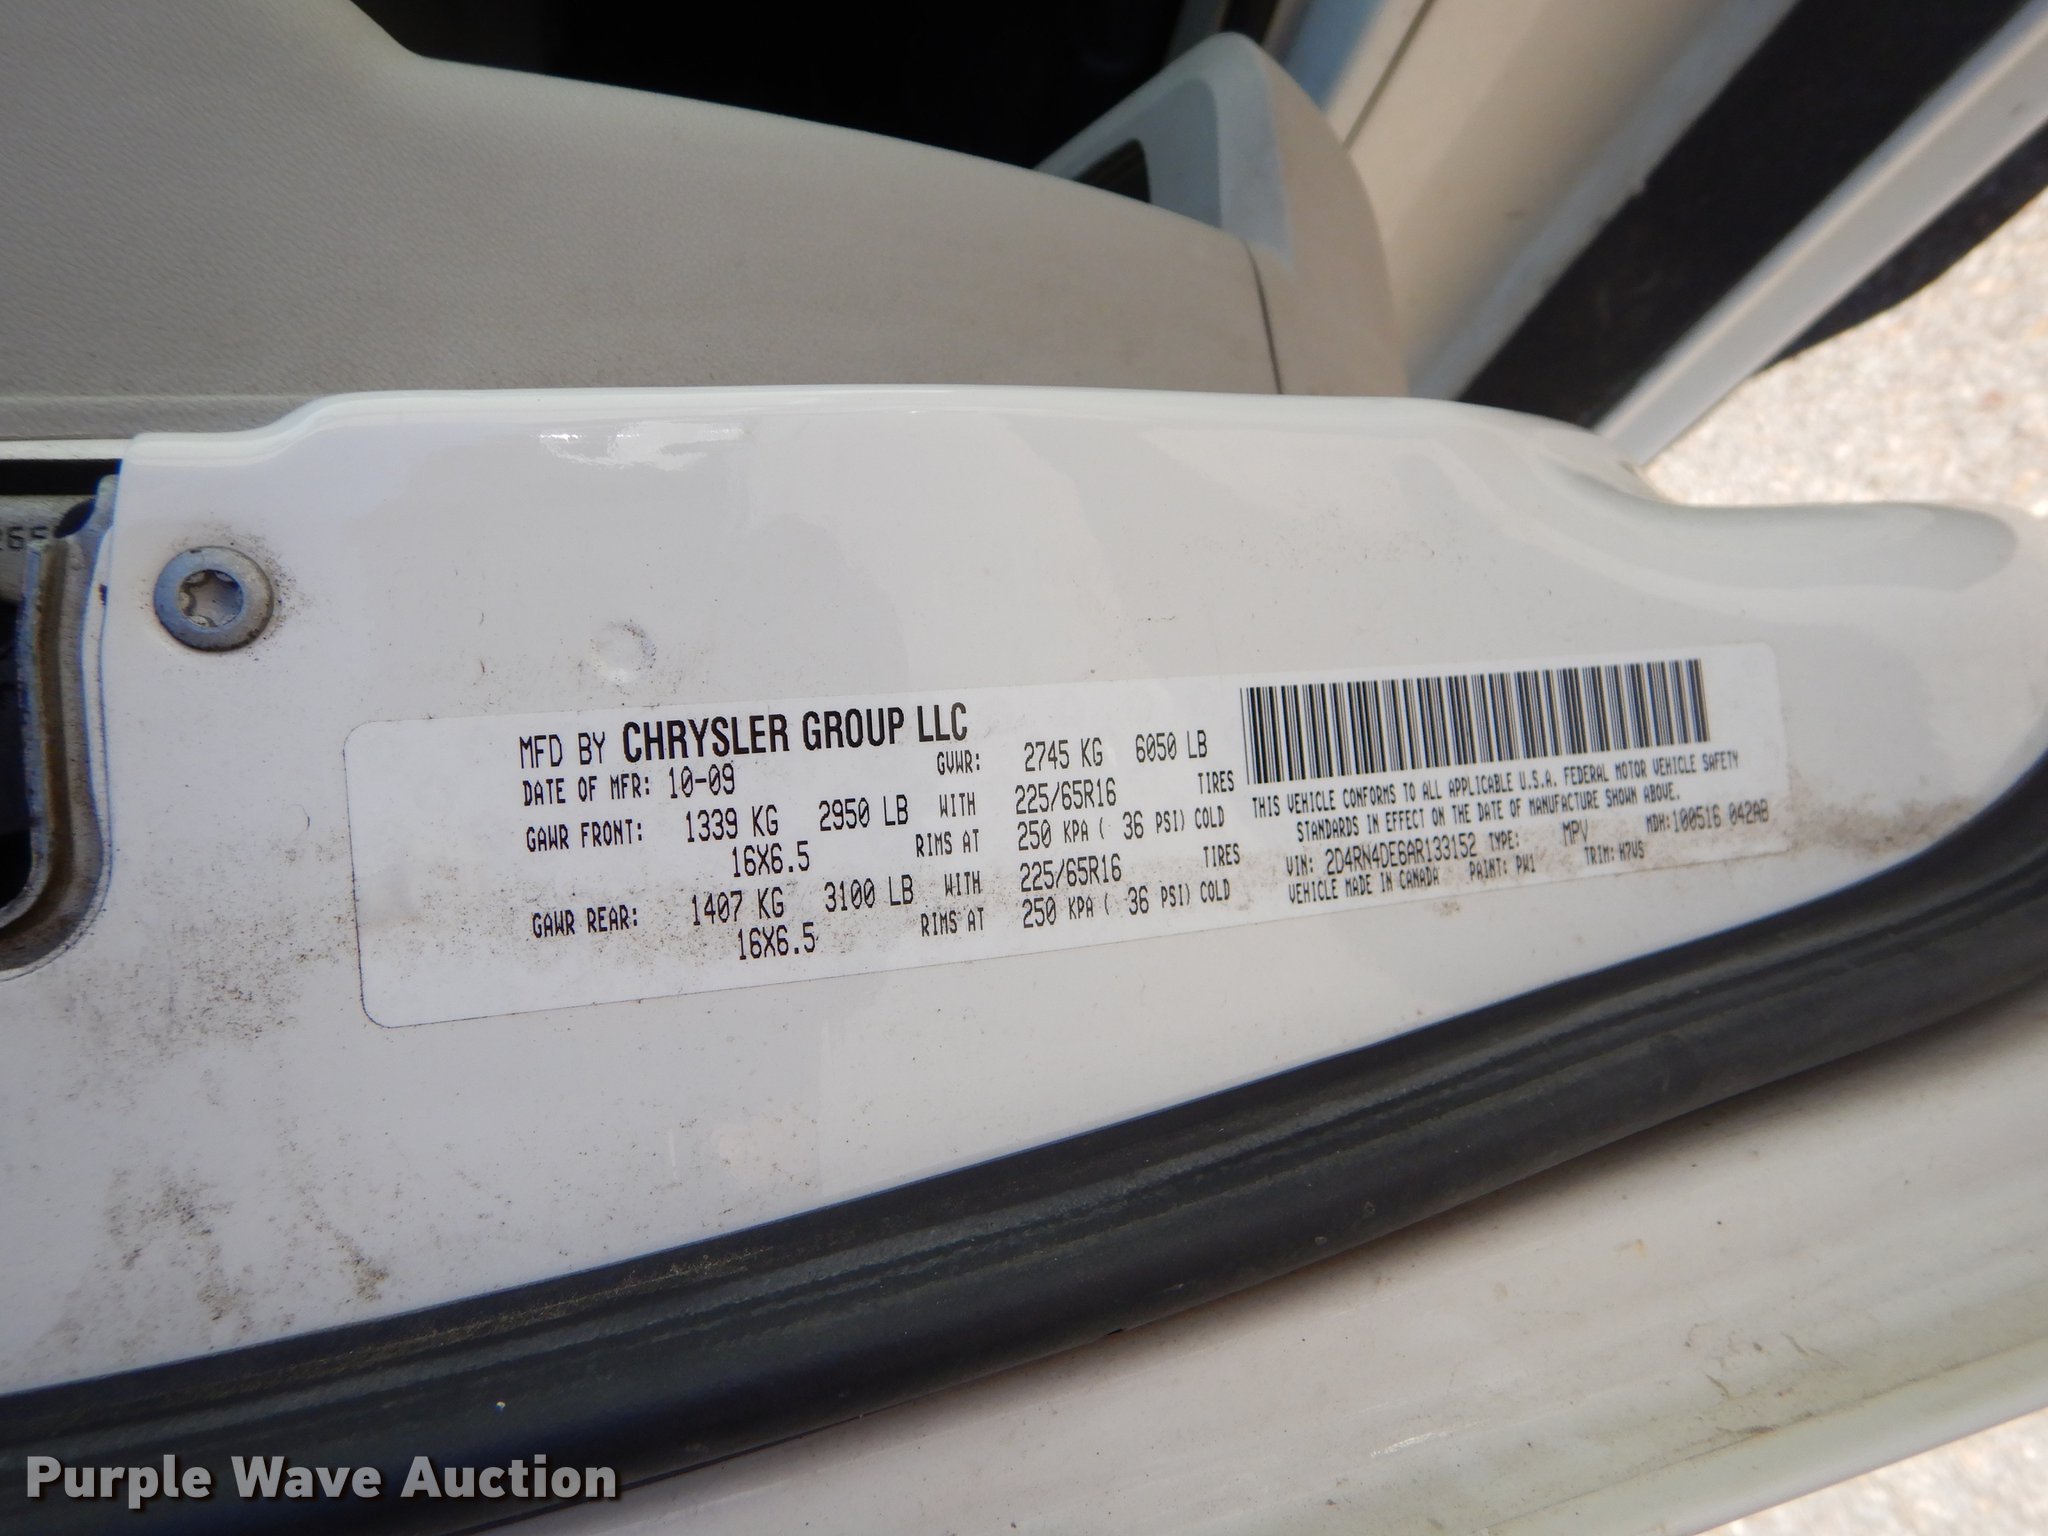 MFD BY CHRYSLER GROUP LLC
DATE OF MFR: 10-09 GVWR: 2745 KG 6050 LB
GAWR FRONT: 1339 KG 2950 LB WITH 225/65R16 TIRES
16X6.5 RIMS AT 250 KPA ( 36 PSI) COLD
GAWR REAR: 1407 KG 3100 LB WITH 225/65R16 TIRES
16X6.5 RIMS AT 250 KPA ( 36 PSI) COLD
THIS VEHICLE CONFORMS TO ALL APPLICABLE U.S.A. FEDERAL MOTOR VEHICLE SAFETY
STANDARDS IN EFFECT ON THE DATE OF MANUFACTURE SHOWN ABOVE.
VIN: 2D4RN4DE6AR133152 TYPE: MPV MDH: 100516 042AB
VEHICLE MADE IN CANADA PAINT: PW1 TRIM:
Purple Wave Auction